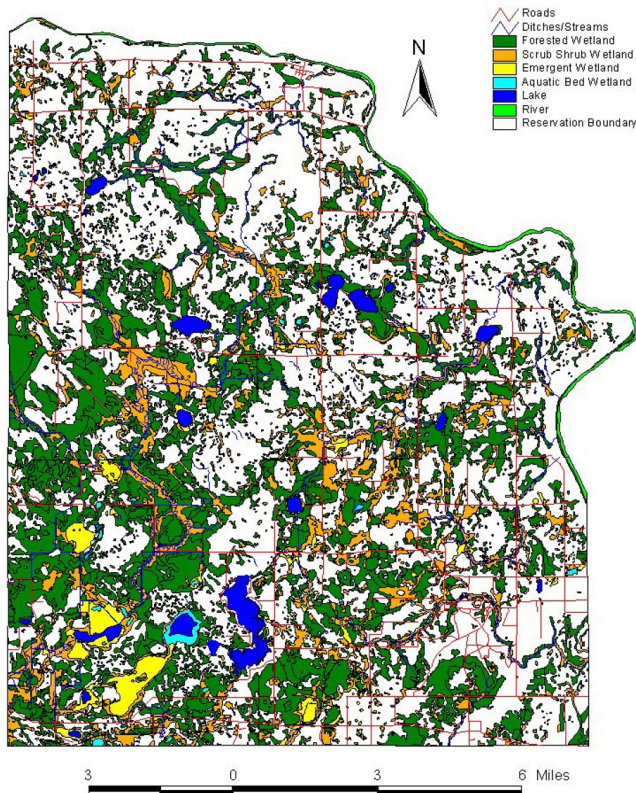 N
Roads
Ditches/Streams
Forested Wetland
Scrub Shrub Wetland
Emergent Wetland
Aquatic Bed Wetland
Lake
River
Reservation Boundary
3 0 3 6 Miles